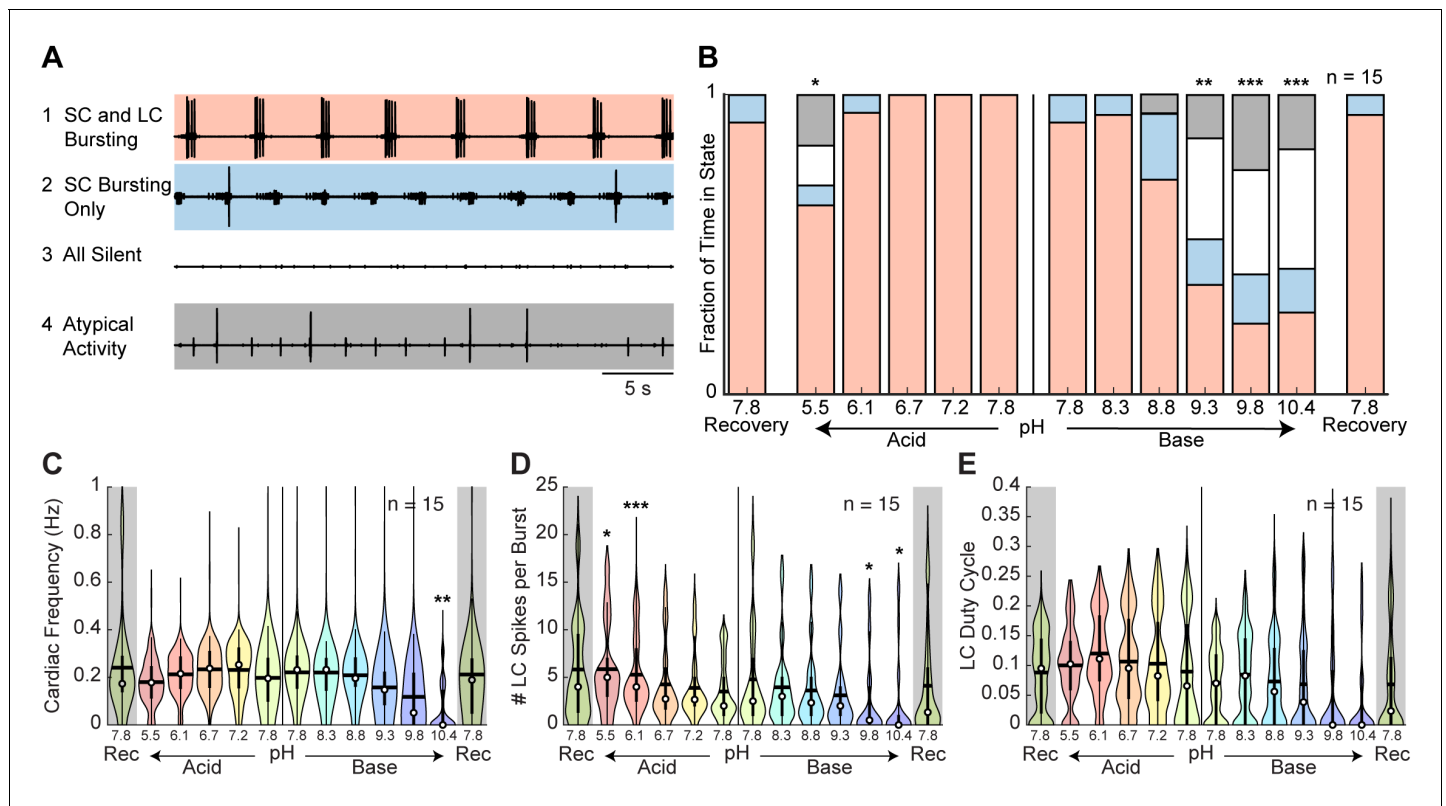 A
1 SC and LC
Bursting
2 SC Bursting
Only
3 All Silent
4 Atypical
Activity
5 s
B
n = 15
* ** *** ***
Fraction of Time in State
1
0
7.8 5.5 6.1 6.7 7.2 7.8 7.8 8.3 8.8 9.3 9.8 10.4 7.8
Recovery Acid pH Base Recovery
C
Cardiac Frequency (Hz)
n = 15
1
0.8
0.6
0.4
0.2
0
**
7.8 5.5 6.1 6.7 7.2 7.8 7.8 8.3 8.8 9.3 9.8 10.4 7.8
Rec Acid pH Base Rec
D
# LC Spikes per Burst
n = 15
25
20
15
10
5
0
* *** * *
7.8 5.5 6.1 6.7 7.2 7.8 7.8 8.3 8.8 9.3 9.8 10.4 7.8
Rec Acid pH Base Rec
E
LC Duty Cycle
n = 15
0.4
0.35
0.3
0.25
0.2
0.15
0.1
0.05
0
7.8 5.5 6.1 6.7 7.2 7.8 7.8 8.3 8.8 9.3 9.8 10.4 7.8
Rec Acid pH Base Rec